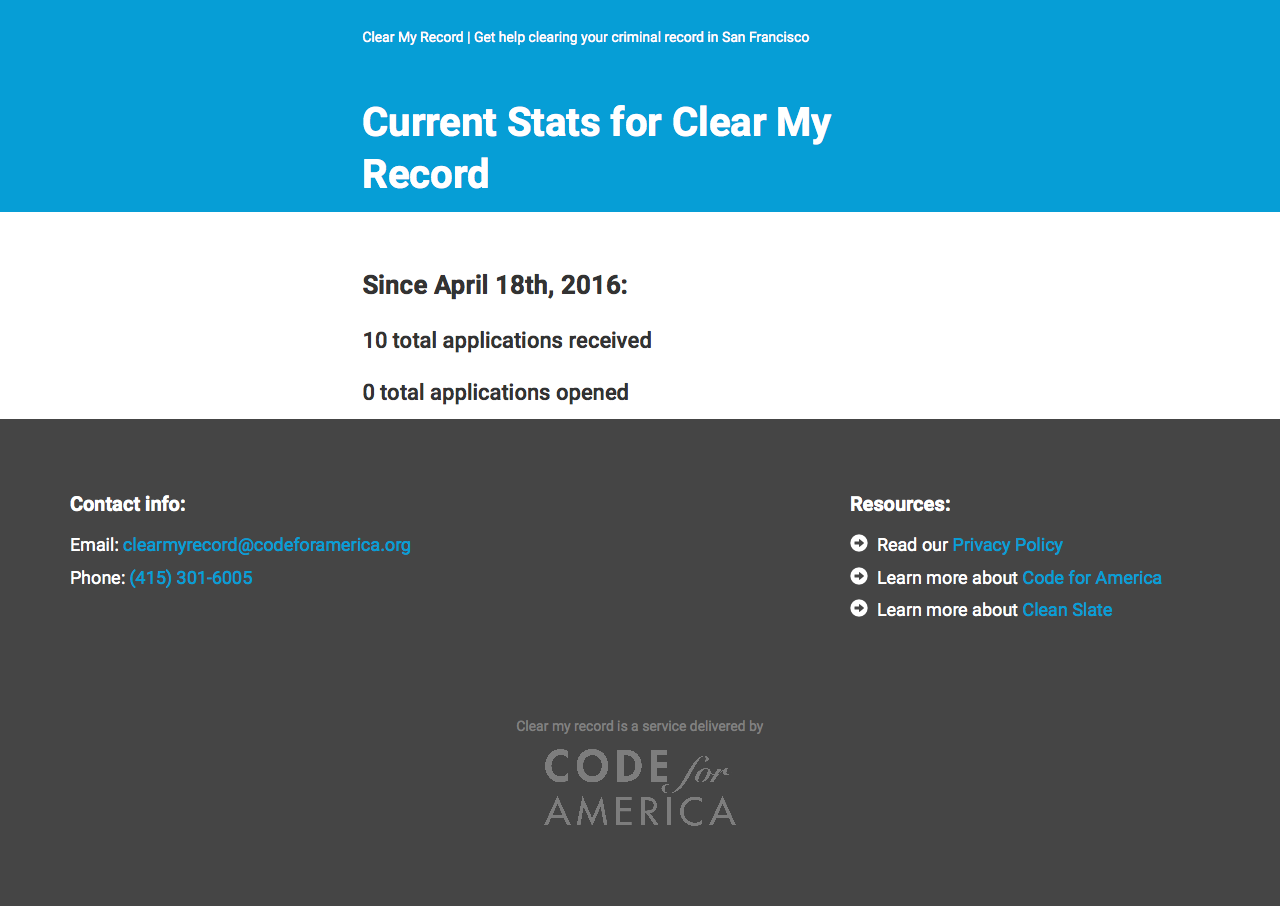 Clear My Record | Get help clearing your criminal record in San Francisco
Current Stats for Clear My
Record
Since April 18th, 2016:
10 total applications received
0 total applications opened
Contact info:
Email: clearmyrecord@codeforamerica.org
Phone: (415) 301-6005
Resources:
Read our Privacy Policy
Learn more about Code for America
Learn more about Clean Slate
Clear my record is a service delivered by
CODE for
AMERICA